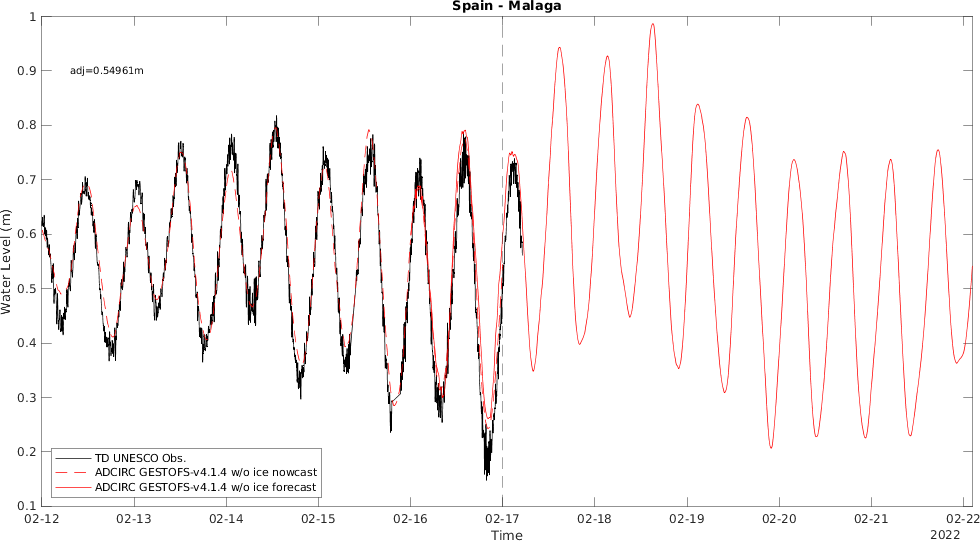 Spain - Malaga
1
0.9
0.8
0.7
0.6
0.5
0.4
0.3
0.2
0.1
Water Level (m)
adj=0.54961m
TD UNESCO Obs.
ADCIRC GESTOFS-v4.1.4 w/o ice nowcast
ADCIRC GESTOFS-v4.1.4 w/o ice forecast
02-12 02-13 02-14 02-15 02-16 02-17 02-18 02-19 02-20 02-21 02-22
Time
2022